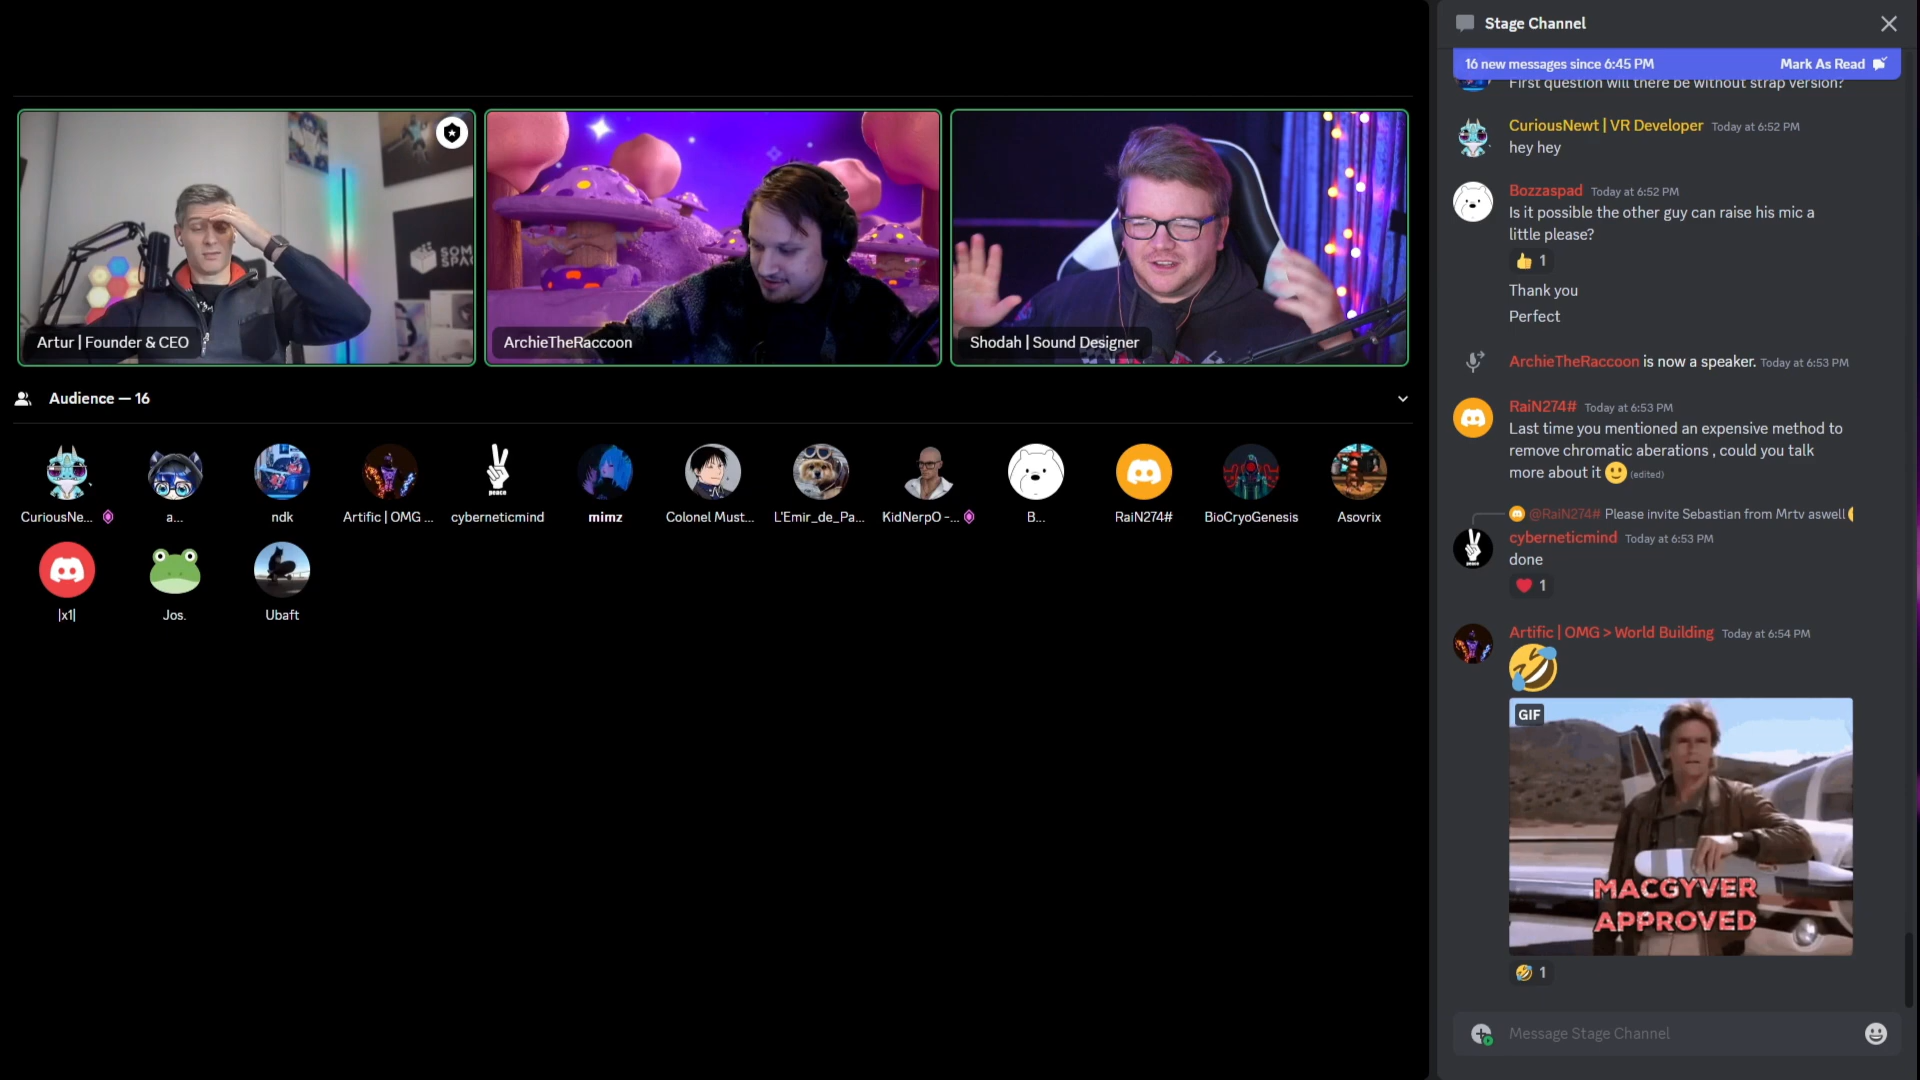 SOM
SPA
Artur | Founder & CEO
ArchieTheRaccoon
Shodah | Sound Designer
Audience — 16
CuriousNe...
a...
ndk
Artific | OMG ...
cyberneticmind
mimz
Colonel Must...
L'Emir_de_Pa...
KidNerpO -...
B...
RaiN274#
BioCryoGenesis
Asovrix
|x1|
Jos.
Ubaft
Stage Channel
16 new messages since 6:45 PM
Mark As Read
First question will there be without strap version?
CuriousNewt | VR Developer Today at 6:52 PM
hey hey
Bozzaspad Today at 6:52 PM
Is it possible the other guy can raise his mic a
little please?
1
Thank you
Perfect
ArchieTheRaccoon is now a speaker. Today at 6:53 PM
RaiN274# Today at 6:53 PM
Last time you mentioned an expensive method to
remove chromatic aberations , could you talk
more about it (edited)
@RaiN274# Please invite Sebastian from Mrtv aswell
cyberneticmind Today at 6:53 PM
done
1
Artific | OMG > World Building Today at 6:54 PM
GIF
MACGYVER
APPROVED
1
Message Stage Channel